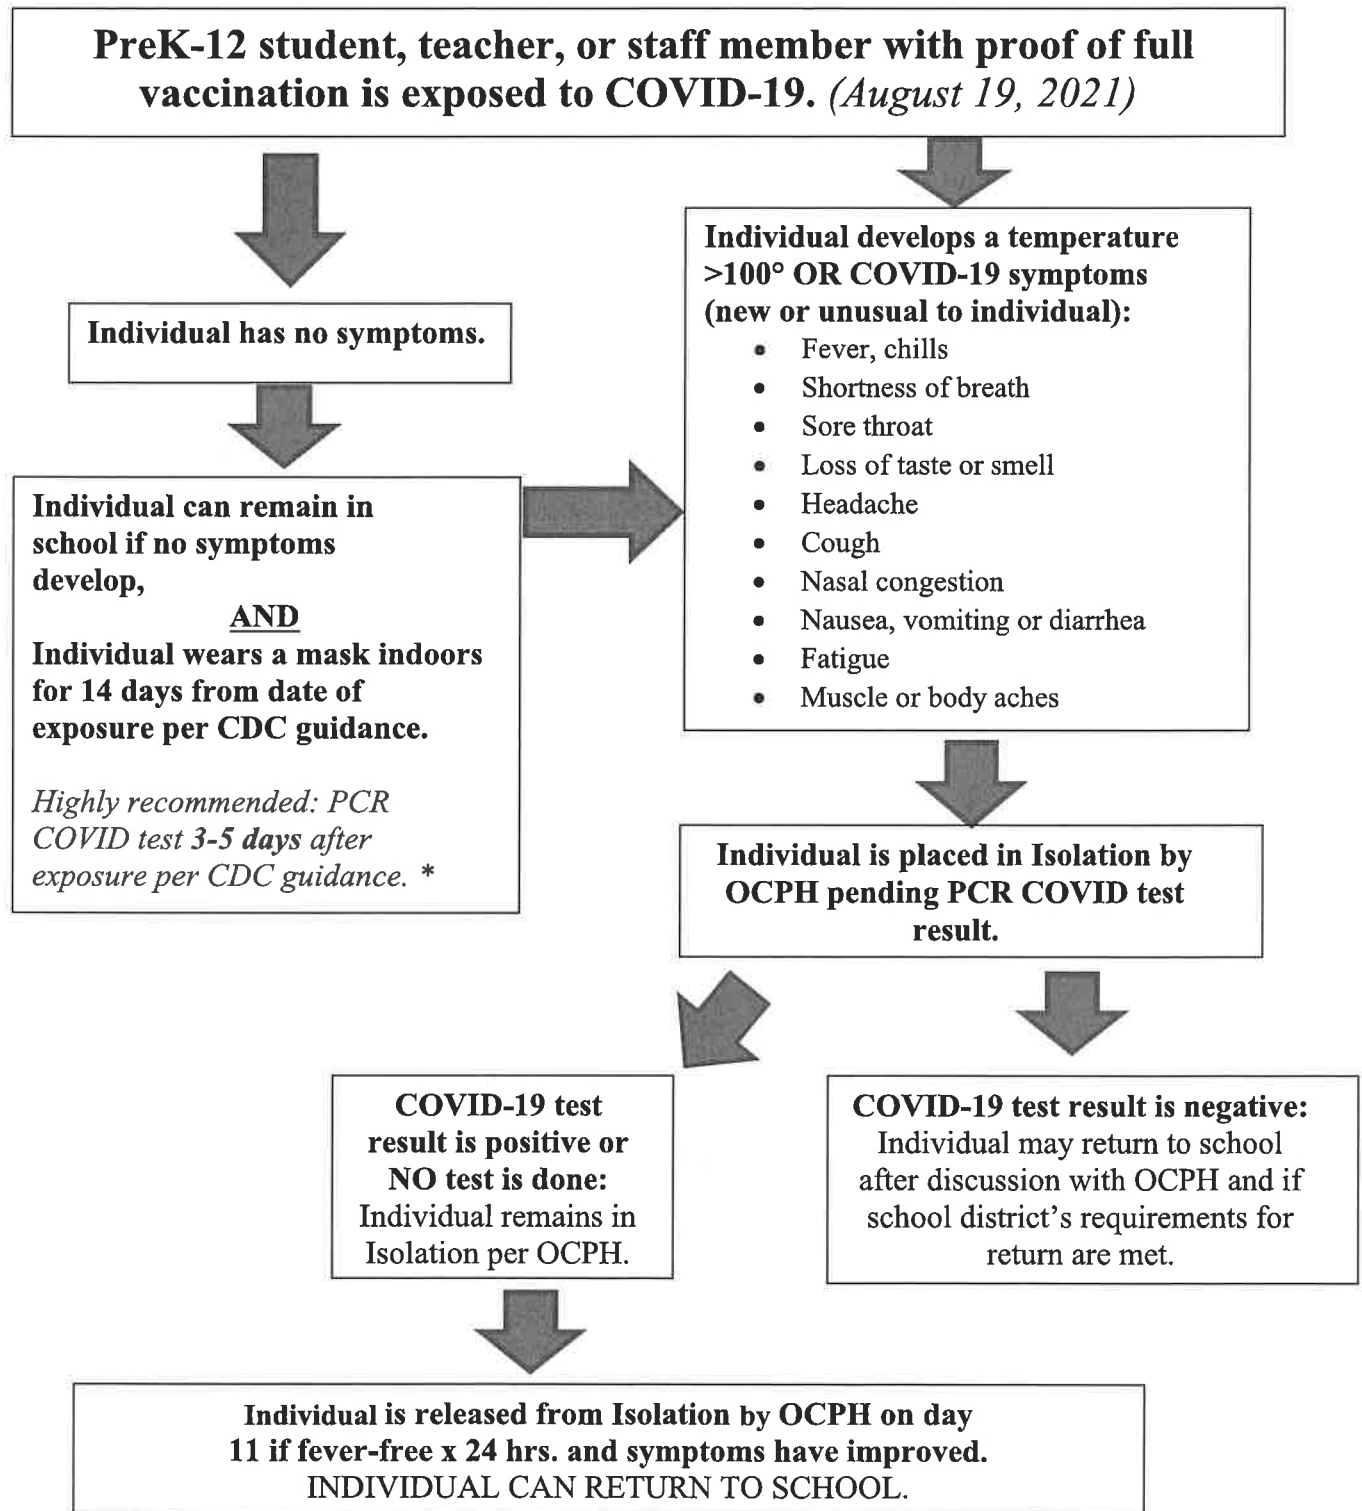 PreK-12 student, teacher, or staff member with proof of full
vaccination is exposed to COVID-19. (August 19, 2021)
Individual has no symptoms.
Individual can remain in
school if no symptoms
develop,
AND
Individual wears a mask indoors
for 14 days from date of
exposure per CDC guidance.
Highly recommended: PCR
COVID test 3-5 days after
exposure per CDC guidance. *
Individual develops a temperature
>100° OR COVID-19 symptoms
(new or unusual to individual):
• Fever, chills
• Shortness of breath
• Sore throat
• Loss of taste or smell
• Headache
• Cough
• Nasal congestion
• Nausea, vomiting or diarrhea
• Fatigue
• Muscle or body aches
Individual is placed in Isolation by
OCPH pending PCR COVID test
result.
COVID-19 test
result is positive or
NO test is done:
Individual remains in
Isolation per OCPH.
COVID-19 test result is negative:
Individual may return to school
after discussion with OCPH and if
school district’s requirements for
return are met.
Individual is released from Isolation by OCPH on day
11 if fever-free x 24 hrs. and symptoms have improved.
INDIVIDUAL CAN RETURN TO SCHOOL.